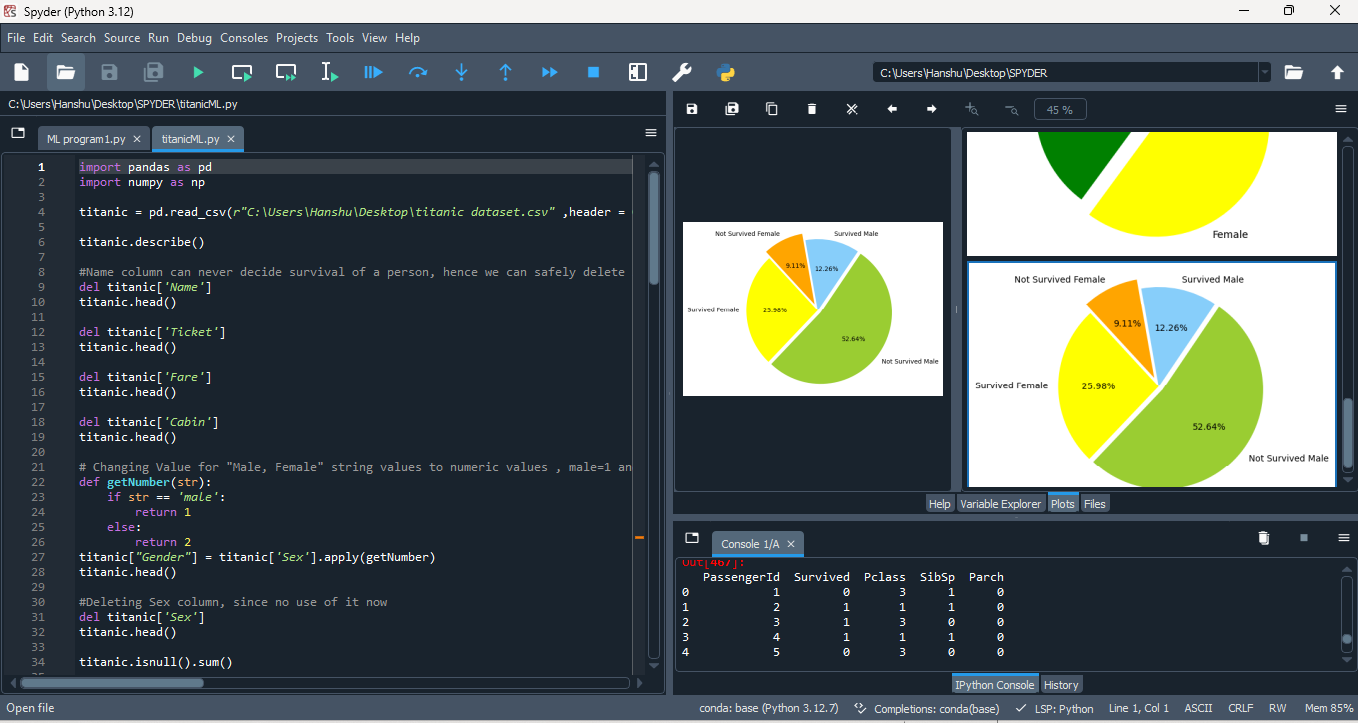 Spyder (Python 3.12)
File Edit Search Source Run Debug Consoles Projects Tools View Help
C:\Users\Hanshu\Desktop\SPYDER
C:\Users\Hanshu\Desktop\SPYDER\titanicML.py
ML program1.py titanicML.py
1 import pandas as pd
2 import numpy as np
3
4 titanic = pd.read_csv(r"C:\Users\Hanshu\Desktop\titanic dataset.csv" ,header =
5
6 titanic.describe()
7
8 #Name column can never decide survival of a person, hence we can safely delete
9 del titanic['Name']
10 titanic.head()
11
12 del titanic['Ticket']
13 titanic.head()
14
15 del titanic['Fare']
16 titanic.head()
17
18 del titanic['Cabin']
19 titanic.head()
20
21 # Changing Value for "Male, Female" string values to numeric values , male=1 an
22 def getNumber(str):
23 if str == 'male':
24 return 1
25 else:
26 return 2
27 titanic["Gender"] = titanic['Sex'].apply(getNumber)
28 titanic.head()
29
30 #Deleting Sex column, since no use of it now
31 del titanic['Sex']
32 titanic.head()
33
34 titanic.isnull().sum()
45 %
Not Survived Female Survived Male
9.11% 12.26%
Survived Female 25.98%
52.64%
Not Survived Male
Female
Not Survived Female Survived Male
9.11% 12.26%
Survived Female 25.98%
52.64%
Not Survived Male
Help Variable Explorer Plots Files
Console 1/A
Out[467]:
PassengerId Survived Pclass SibSp Parch
0 1 0 3 1 0
1 2 1 1 1 0
2 3 1 3 0 0
3 4 1 1 1 0
4 5 0 3 0 0
IPython Console History
Open file conda: base (Python 3.12.7) Completions: conda(base) LSP: Python Line 1, Col 1 ASCII CRLF RW Mem 85%